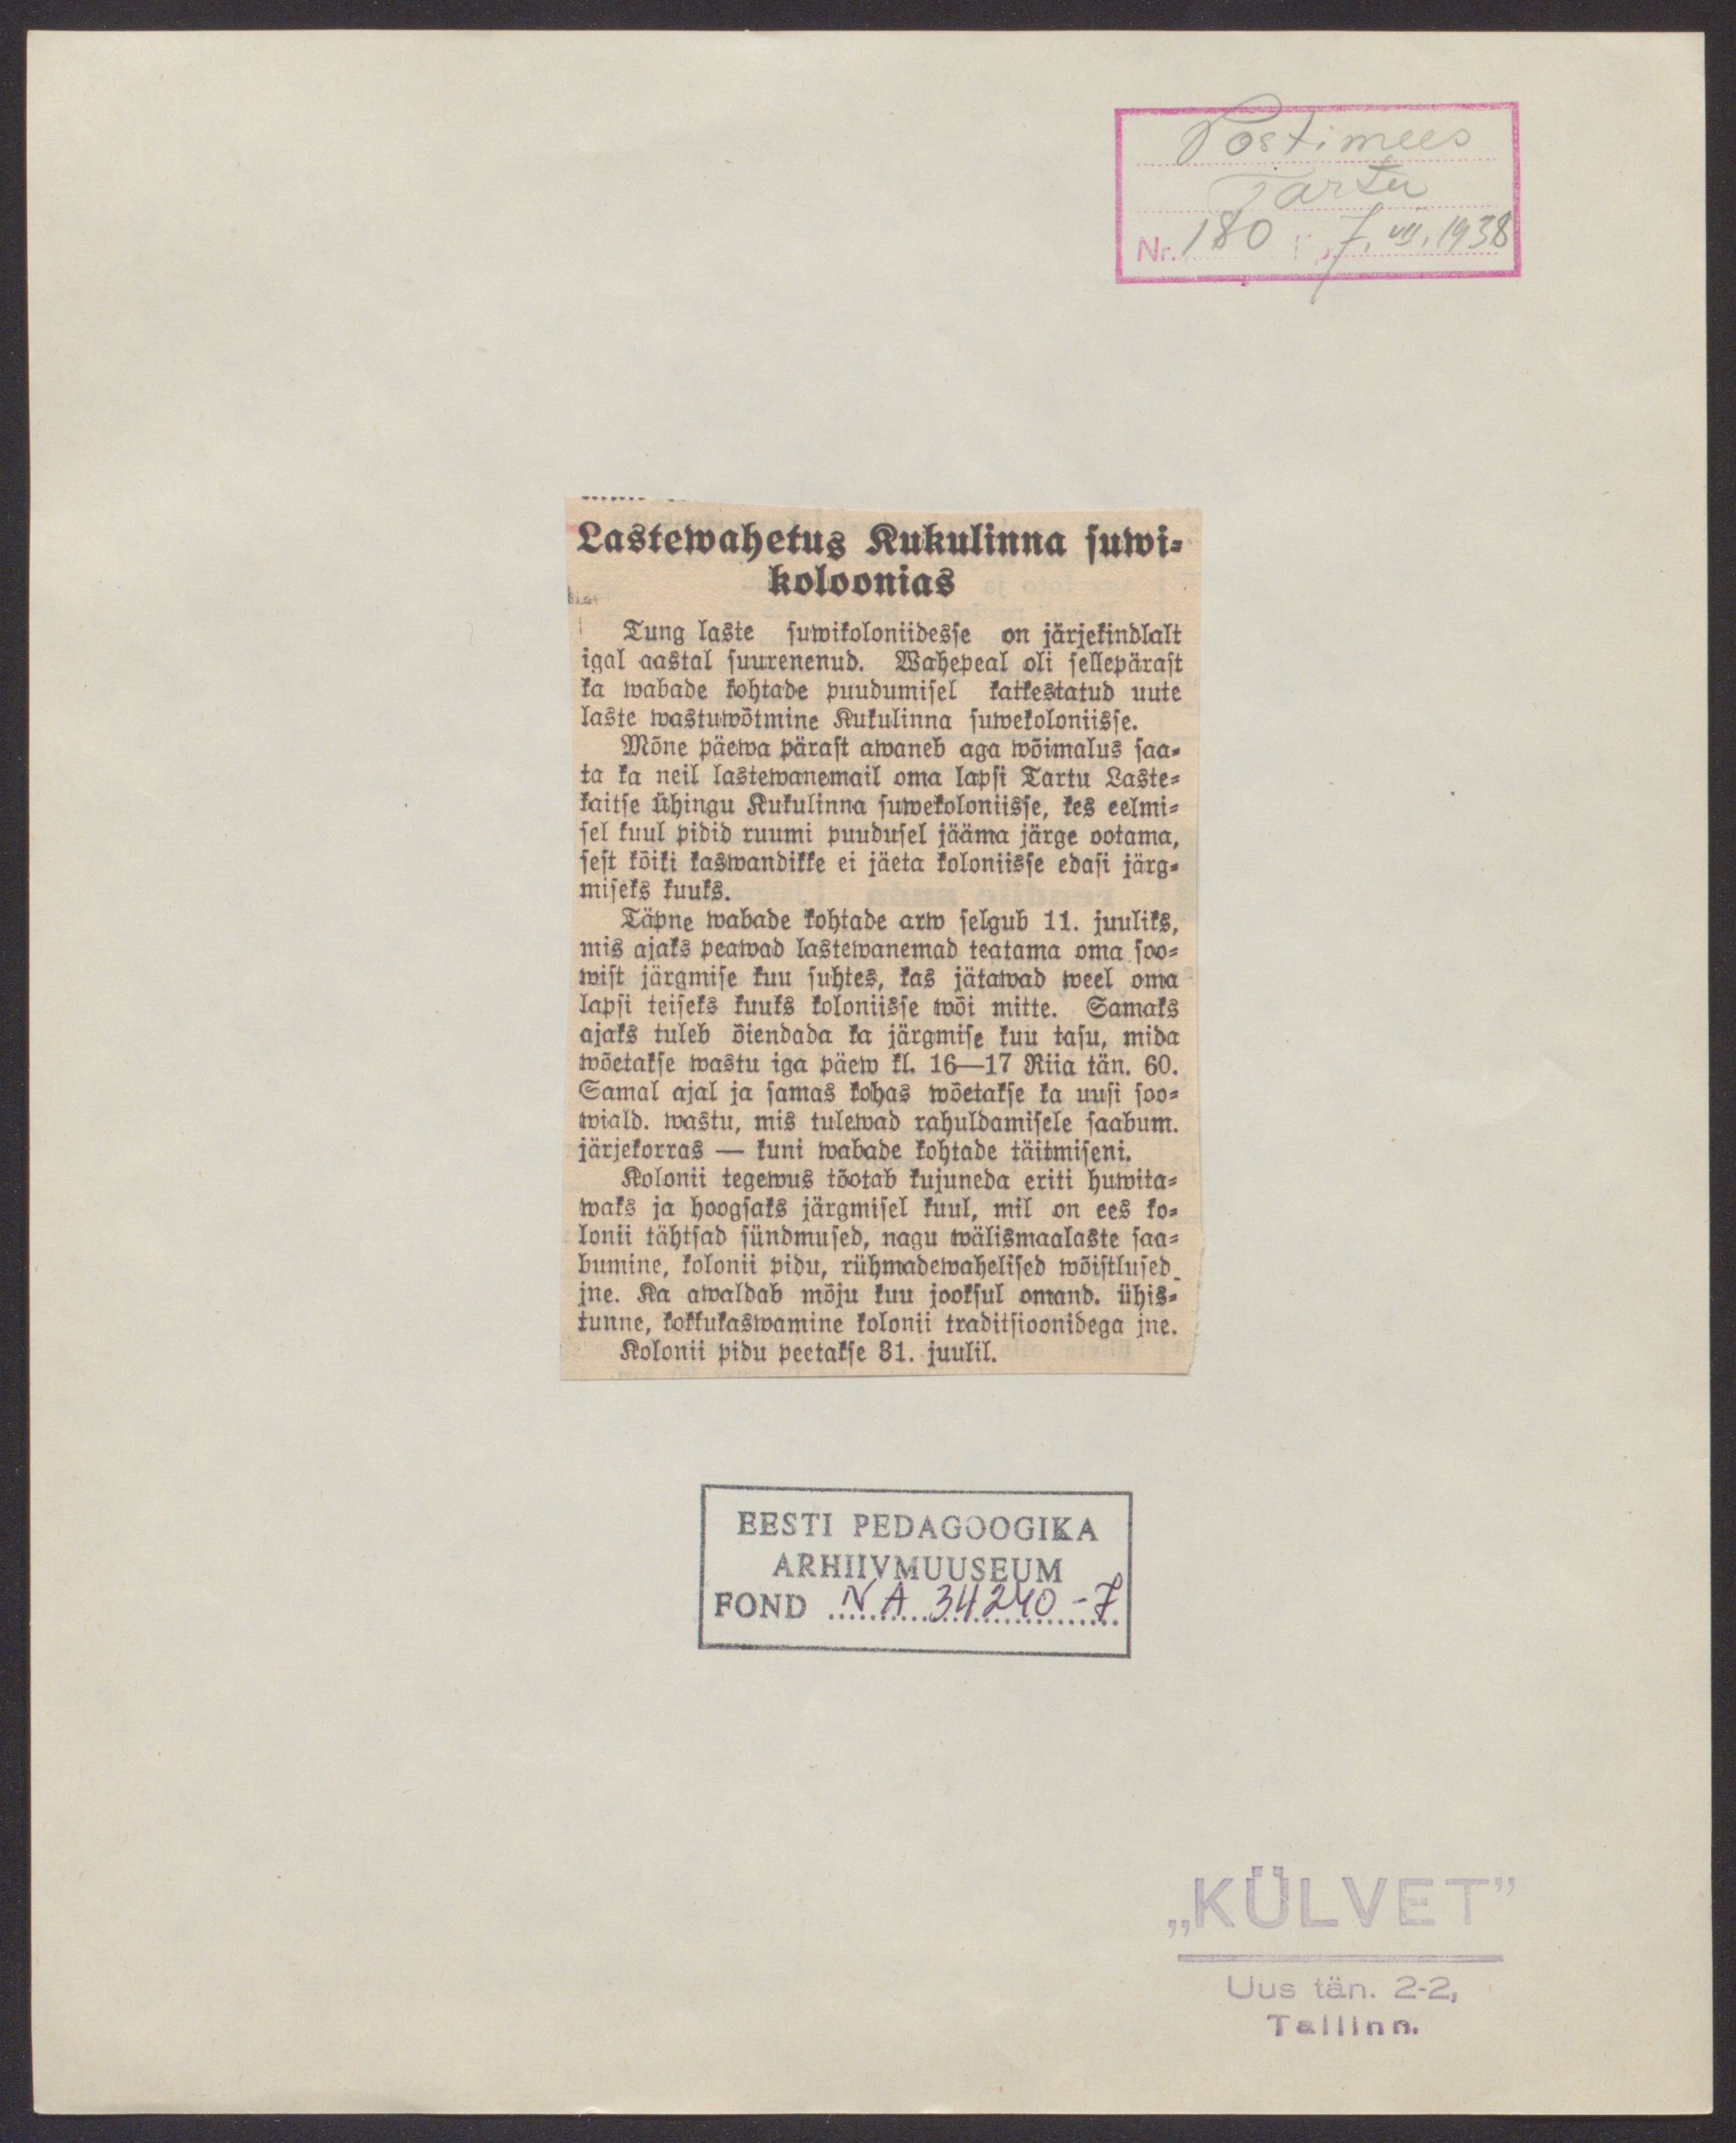 Postimees
Tartu
Nr. 180 7. VII. 1938
Lastewahetus Kukulinna suwi-
koloonias
Tung laste suwikoloniidesse on järjekindlalt
igal aastal suurenenud. Wahepeal oli sellepärast
ka wabade kohtade puudumisel katkestatud uute
laste wastuwõtmine Kukulinna suwekoloniisse.
Mõne päewa pärast awaneb aga wõimalus saa-
ta ka neil lastewanemail oma lapsi Tartu Laste-
kaitse ühingu Kukulinna suwekoloniisse, kes eelmi-
sel kuul pidid ruumi puudusel jääma järge ootama,
sest kõiki kaswandikke ei jäeta koloniisse edasi järg-
miseks kuuks.
Täpne wabade kohtade arw selgub 11. juuliks,
mis ajaks peawad lastewanemad teatama oma soo-
wist järgmise kuu suhtes, kas jätawad weel oma
lapsi teiseks kuuks koloniisse wõi mitte. Samaks
ajaks tuleb õiendada ka järgmise kuu tasu, mida
wõetakse wastu iga päew kl. 16—17 Riia tän. 60.
Samal ajal ja samas kohas wõetakse ka uusi soo-
wiald. wastu, mis tulewad rahuldamisele saabum.
järjekorras — kuni wabade kohtade täitmiseni.
Kolonii tegewus tõotab kujuneda eriti huwita-
waks ja hoogsaks järgmisel kuul, mil on ees ko-
lonii tähtsad sündmused, nagu wälismaalaste saa-
bumine, kolonii pidu, rühmadewahelised wõistlused
jne. Ka awaldab mõju kuu jooksul omand. ühis-
tunne, kokkukaswamine kolonii traditsioonidega jne.
Kolonii pidu peetakse 31. juulil.
EESTI PEDAGOOGIKA
ARHIIVMUUSEUM
FOND NA 34240-7
„KÜLVET”
Uus tän. 2-2,
Tallinn.